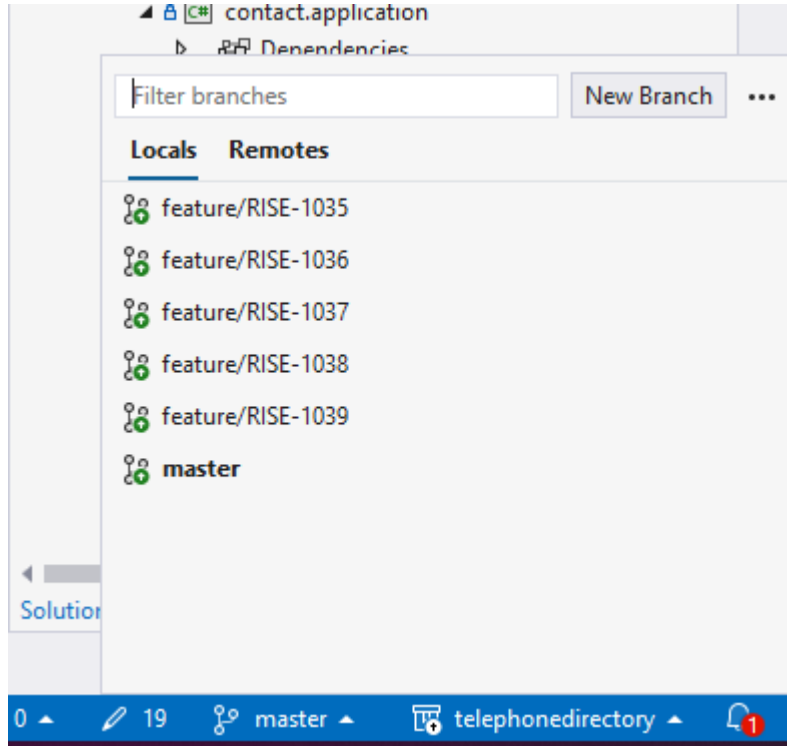 C# contact.application
Dependencies
Filter branches
New Branch
...
Locals Remotes
feature/RISE-1035
feature/RISE-1036
feature/RISE-1037
feature/RISE-1038
feature/RISE-1039
master
Solution
0 19 master telephonedirectory 1